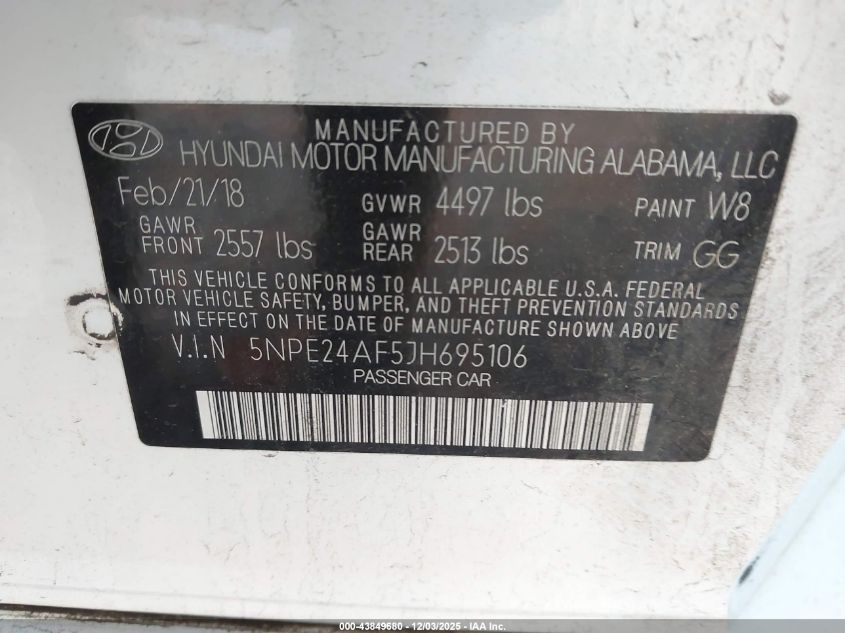 MANUFACTURED BY
HYUNDAI MOTOR MANUFACTURING ALABAMA, LLC
Feb/21/18 GVWR 4497 lbs PAINT W8
GAWR FRONT 2557 lbs GAWR REAR 2513 lbs TRIM GG
THIS VEHICLE CONFORMS TO ALL APPLICABLE U.S.A. FEDERAL
MOTOR VEHICLE SAFETY, BUMPER, AND THEFT PREVENTION STANDARDS
IN EFFECT ON THE DATE OF MANUFACTURE SHOWN ABOVE
V.I.N 5NPE24AF5JH695106
PASSENGER CAR
000-43849680 - 12/03/2025 - IAA Inc.